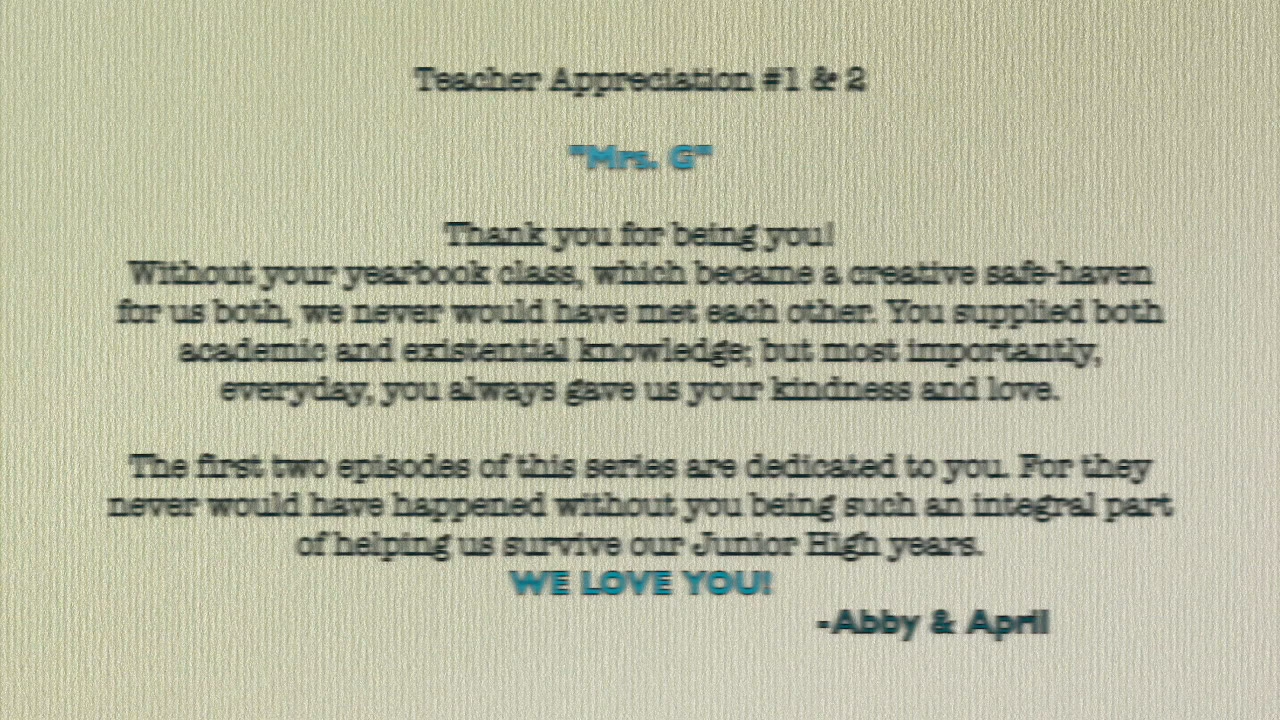 Teacher Appreciation #1 & 2
"Mrs. G"
Thank you for being you!
Without your yearbook class, which became a creative safe-haven
for us both, we never would have met each other. You supplied both
academic and existential knowledge; but most importantly,
everyday, you always gave us your kindness and love.
The first two episodes of this series are dedicated to you. For they
never would have happened without you being such an integral part
of helping us survive our Junior High years.
WE LOVE YOU!
-Abby & April